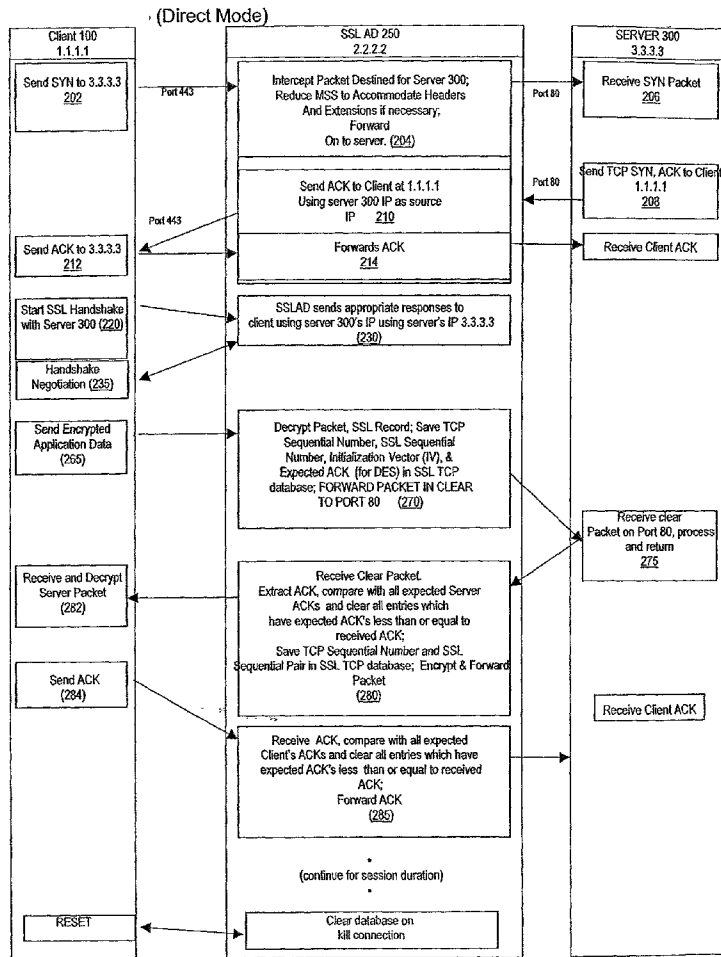 (Direct Mode)
Client 100
1.1.1.1
SSL AD 250
2.2.2.2
SERVER 300
3.3.3.3
Send SYN to 3.3.3.3
202
Port 443
Intercept Packet Destined for Server 300;
Reduce MSS to Accommodate Headers
And Extensions if necessary;
Forward
On to server. (204)
Port 80
Receive SYN Packet
206
Send TCP SYN, ACK to Client
1.1.1.1
208
Port 80
Send ACK to Client at 1.1.1.1
Using server 300 IP as source
IP 210
Port 443
Send ACK to 3.3.3.3
212
Forwards ACK
214
Receive Client ACK
Start SSL Handshake
with Server 300 (220)
SSLAD sends appropriate responses to
client using server 300's IP using server's IP 3.3.3.3
(230)
Handshake
Negotiation (235)
Send Encrypted
Application Data
(265)
Decrypt Packet, SSL Record; Save TCP
Sequential Number, SSL Sequential
Number, Initialization Vector (IV), &
Expected ACK (for DES) in SSL TCP
database; FORWARD PACKET IN CLEAR
TO PORT 80 (270)
Receive clear
Packet on Port 80, process
and return
275
Receive Clear Packet.
Extract ACK, compare with all expected Server
ACKs and clear all entries which
have expected ACK's less than or equal to
received ACK;
Save TCP Sequential Number and SSL
Sequential Pair in SSL TCP database; Encrypt & Forward
Packet
(280)
Receive and Decrypt
Server Packet
(282)
Send ACK
(284)
Receive Client ACK
Receive ACK, compare with all expected
Client's ACKs and clear all entries which have
expected ACK's less than or equal to received
ACK;
Forward ACK
(285)
(continue for session duration)
RESET
Clear database on
kill connection